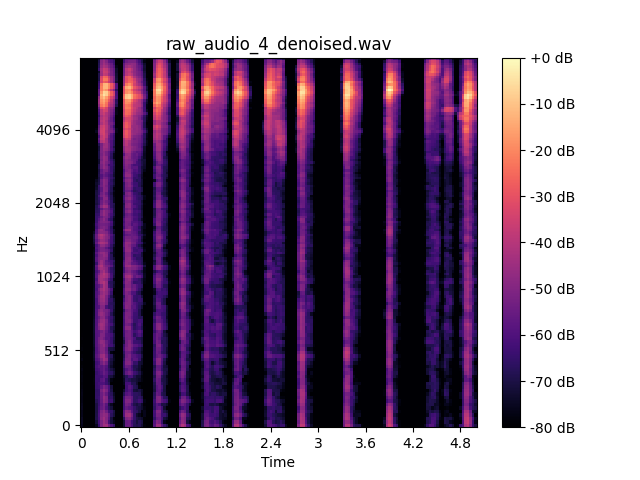 raw_audio_4_denoised.wav
+0 dB
-10 dB
-20 dB
-30 dB
-40 dB
-50 dB
-60 dB
-70 dB
-80 dB
4096
2048
1024
512
0
Hz
0 0.6 1.2 1.8 2.4 3 3.6 4.2 4.8
Time